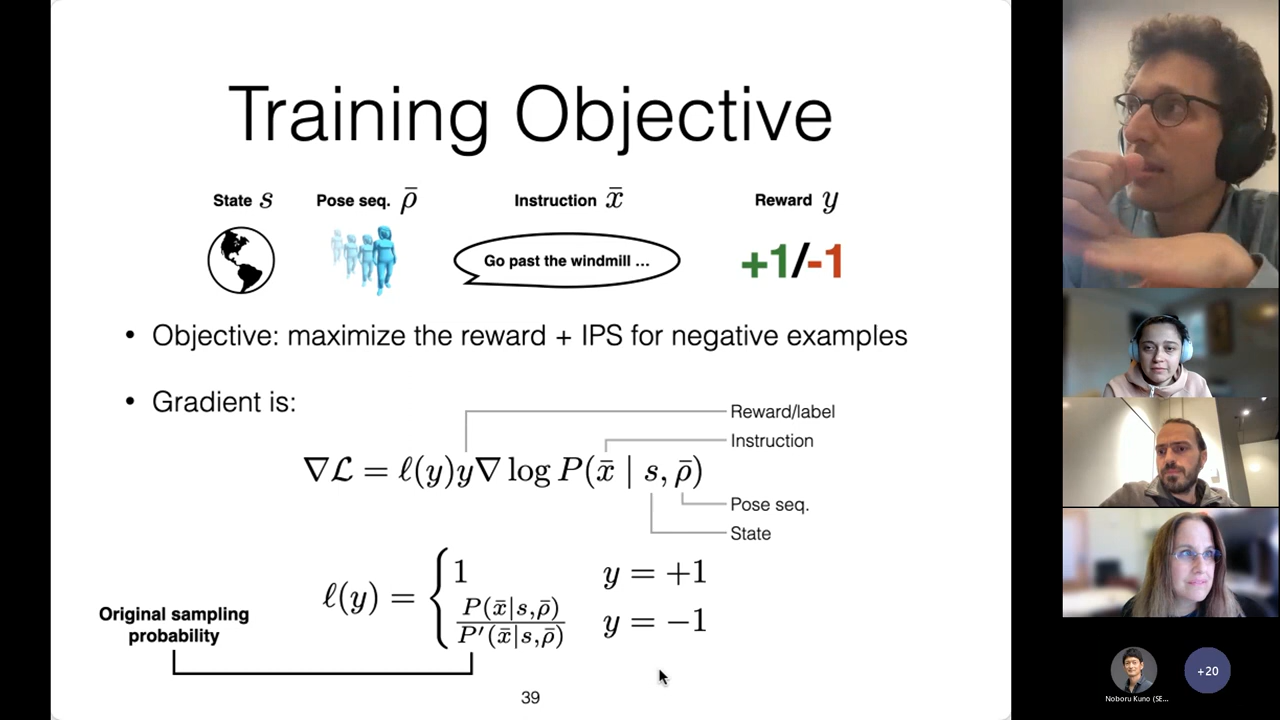 Training Objective
State s
Pose seq. ρ̄
Instruction x̄
Reward y
Go past the windmill ...
+1/-1
• Objective: maximize the reward + IPS for negative examples
• Gradient is:
Reward/label
Instruction
∇ℒ = ℓ(y)y∇ log P(x̄ | s, ρ̄)
Pose seq.
State
ℓ(y) = { 1 y = +1
P(x̄|s,ρ̄) / P′(x̄|s,ρ̄) y = −1
Original sampling
probability
39
Noboru Kuno (SE...
+20